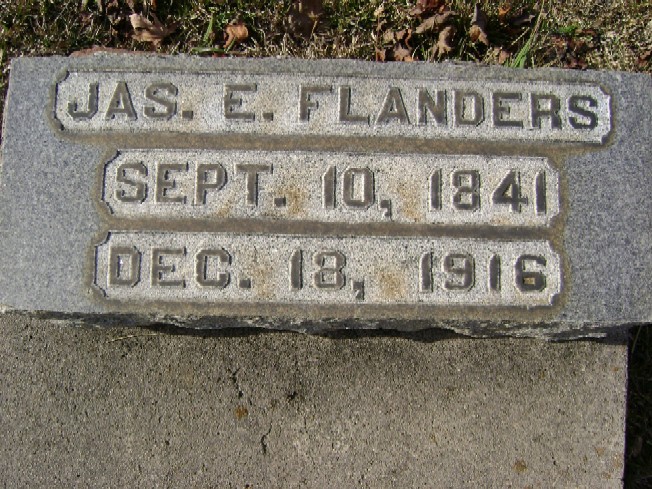 JAS. E. FLANDERS
SEPT. 10, 1841
DEC. 18, 1916